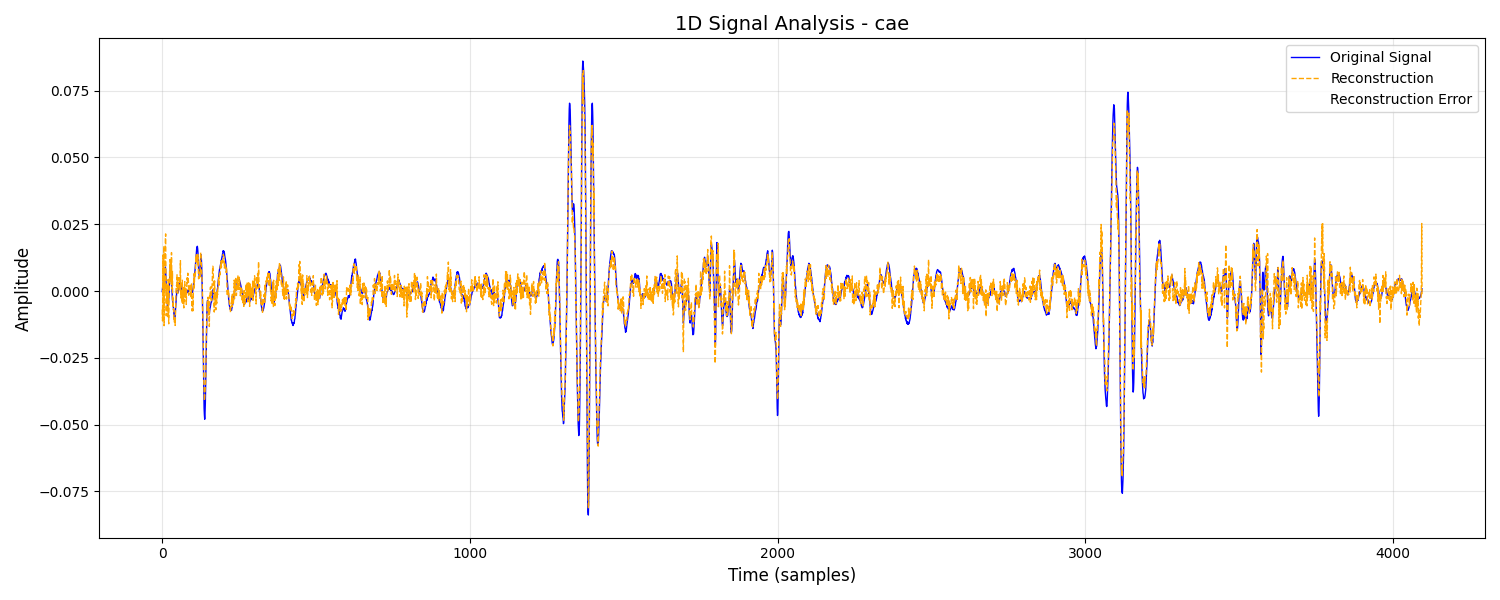 1D Signal Analysis - cae
Original Signal
Reconstruction
Reconstruction Error
Amplitude
0.075
0.050
0.025
0.000
−0.025
−0.050
−0.075
0 1000 2000 3000 4000
Time (samples)